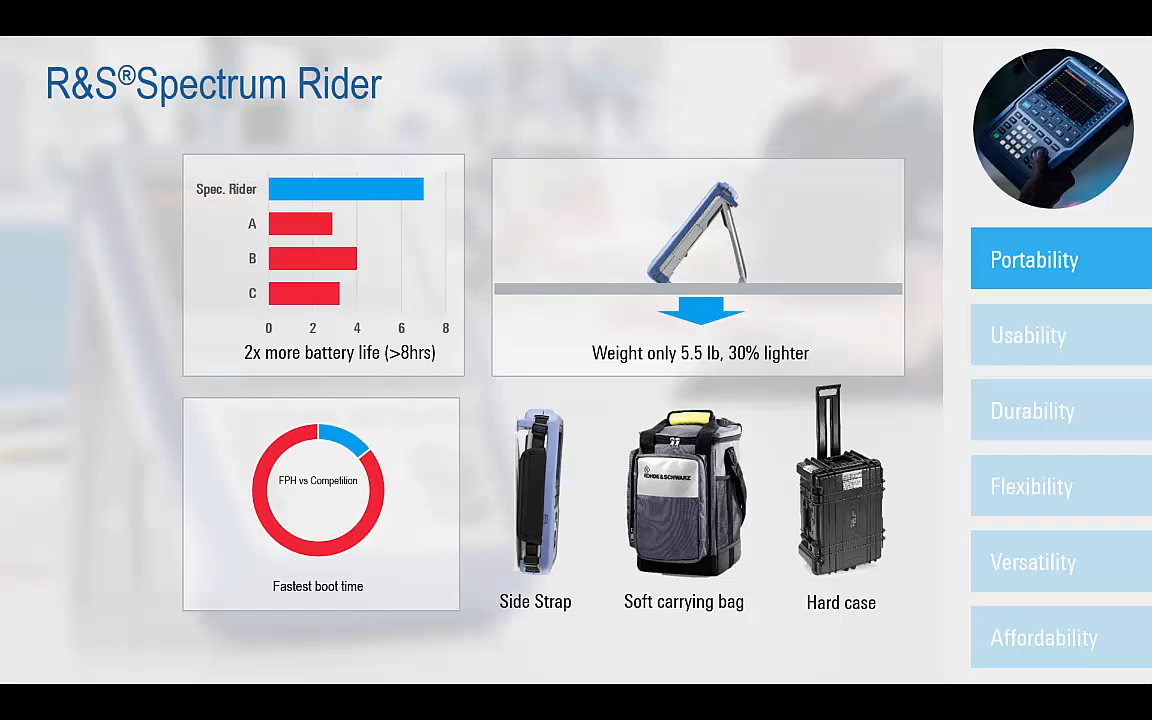 R&S®Spectrum Rider
Spec. Rider
A
B
C
0 2 4 6 8
2x more battery life (>8hrs)
Weight only 5.5 lb, 30% lighter
FPH vs Competition
Fastest boot time
ROHDE & SCHWARZ
Side Strap
Soft carrying bag
Hard case
Portability
Usability
Durability
Flexibility
Versatility
Affordability